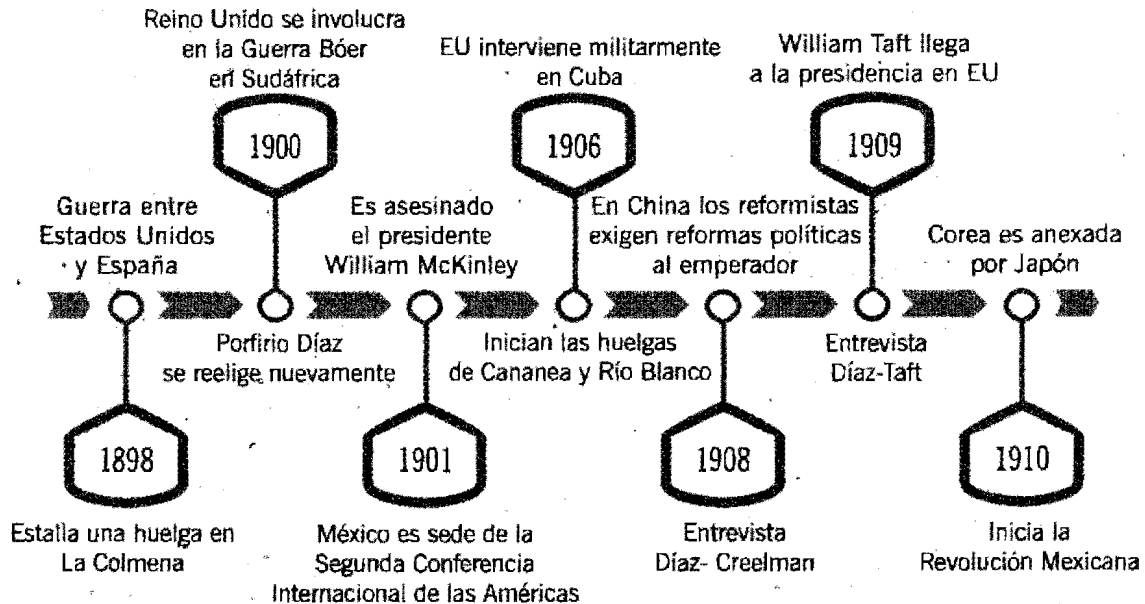 Reino Unido se involucra
en la Guerra Bóer
en Sudáfrica
1900
EU interviene militarmente
en Cuba
1906
William Taft llega
a la presidencia en EU
1909
Guerra entre
Estados Unidos
y España
Es asesinado
el presidente
William McKinley
En China los reformistas
exigen reformas políticas
al emperador
Corea es anexada
por Japón
Porfirio Díaz
se reelige nuevamente
Inician las huelgas
de Cananea y Río Blanco
Entrevista
Díaz-Taft
1898
Estalla una huelga en
La Colmena
1901
México es sede de la
Segunda Conferencia
Internacional de las Américas
1908
Entrevista
Díaz- Creelman
1910
Inicia la
Revolución Mexicana